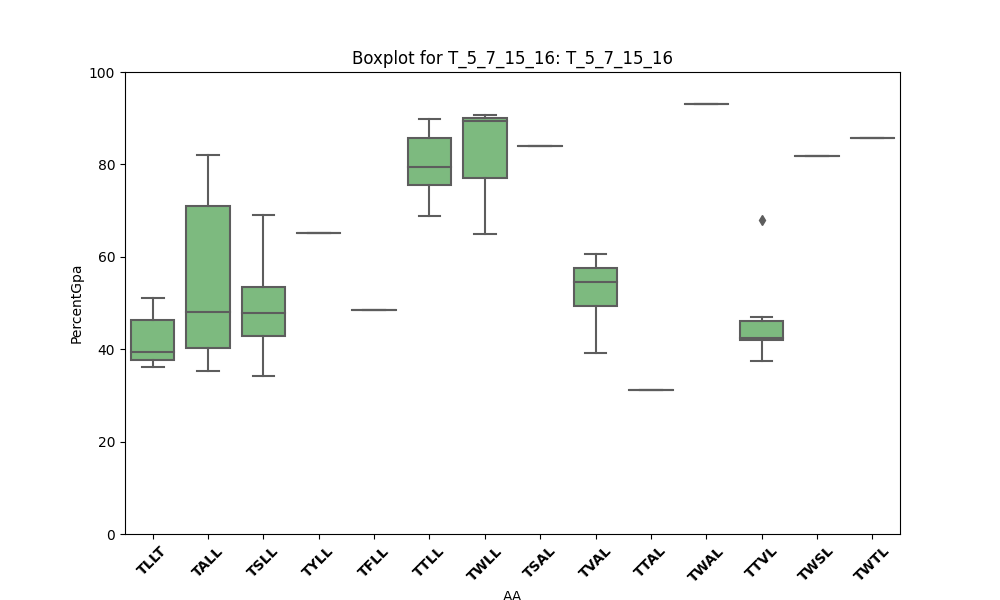 Boxplot for T_5_7_15_16: T_5_7_15_16
100
80
60
40
20
0
PercentGpa
TLLT TALL TSLL TYLL TFLL TTLL TWLL TSAL TVAL TTAL TWAL TTVL TWSL TWTL
AA